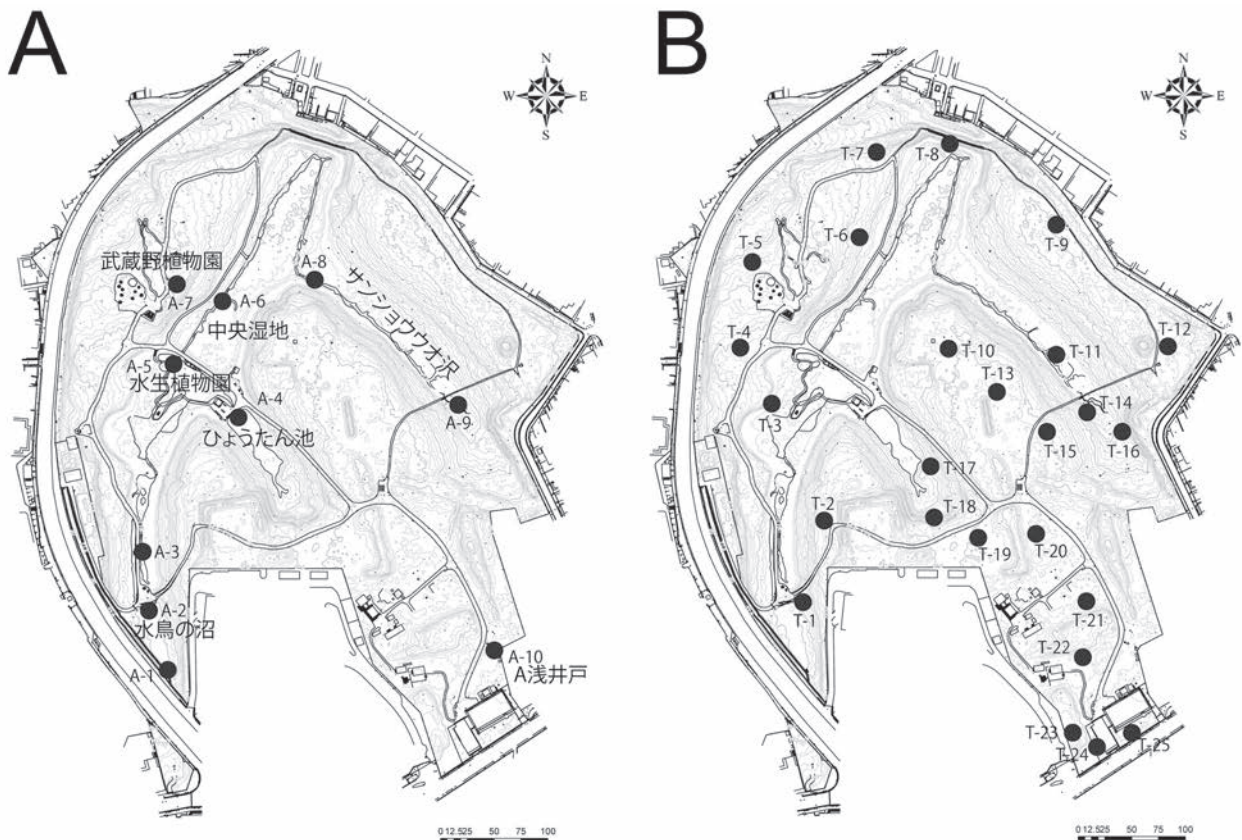 A
N
W
E
S
武蔵野植物園
A-7
A-8
サンショウウオ沢
A-6
中央湿地
A-5
水生植物園
A-4
ひょうたん池
A-9
A-3
A-2
水鳥の沼
A-1
A-10
A浅井戸
0 12.525 50 75 100
B
N
W
E
S
T-7
T-8
T-9
T-6
T-5
T-4
T-12
T-10
T-11
T-13
T-3
T-14
T-15
T-16
T-17
T-2
T-18
T-19
T-20
T-1
T-21
T-22
T-23
T-24
T-25
0 12.525 50 75 100